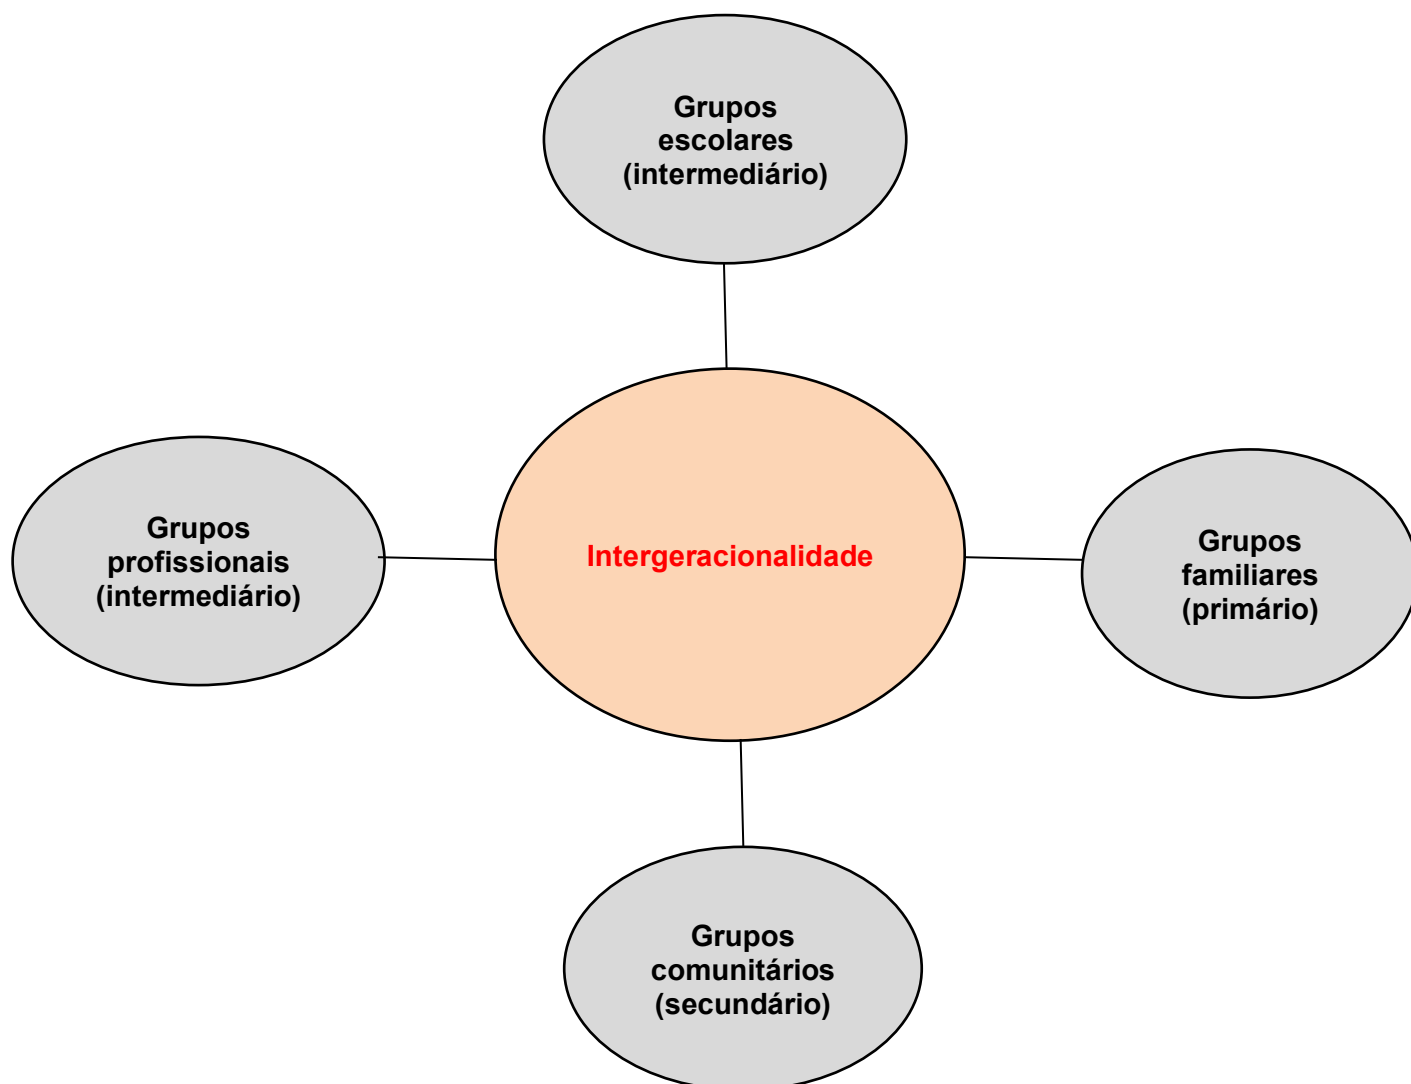 Grupos
escolares
(intermediário)
Grupos
profissionais
(intermediário)
Intergeracionalidade
Grupos
familiares
(primário)
Grupos
comunitários
(secundário)